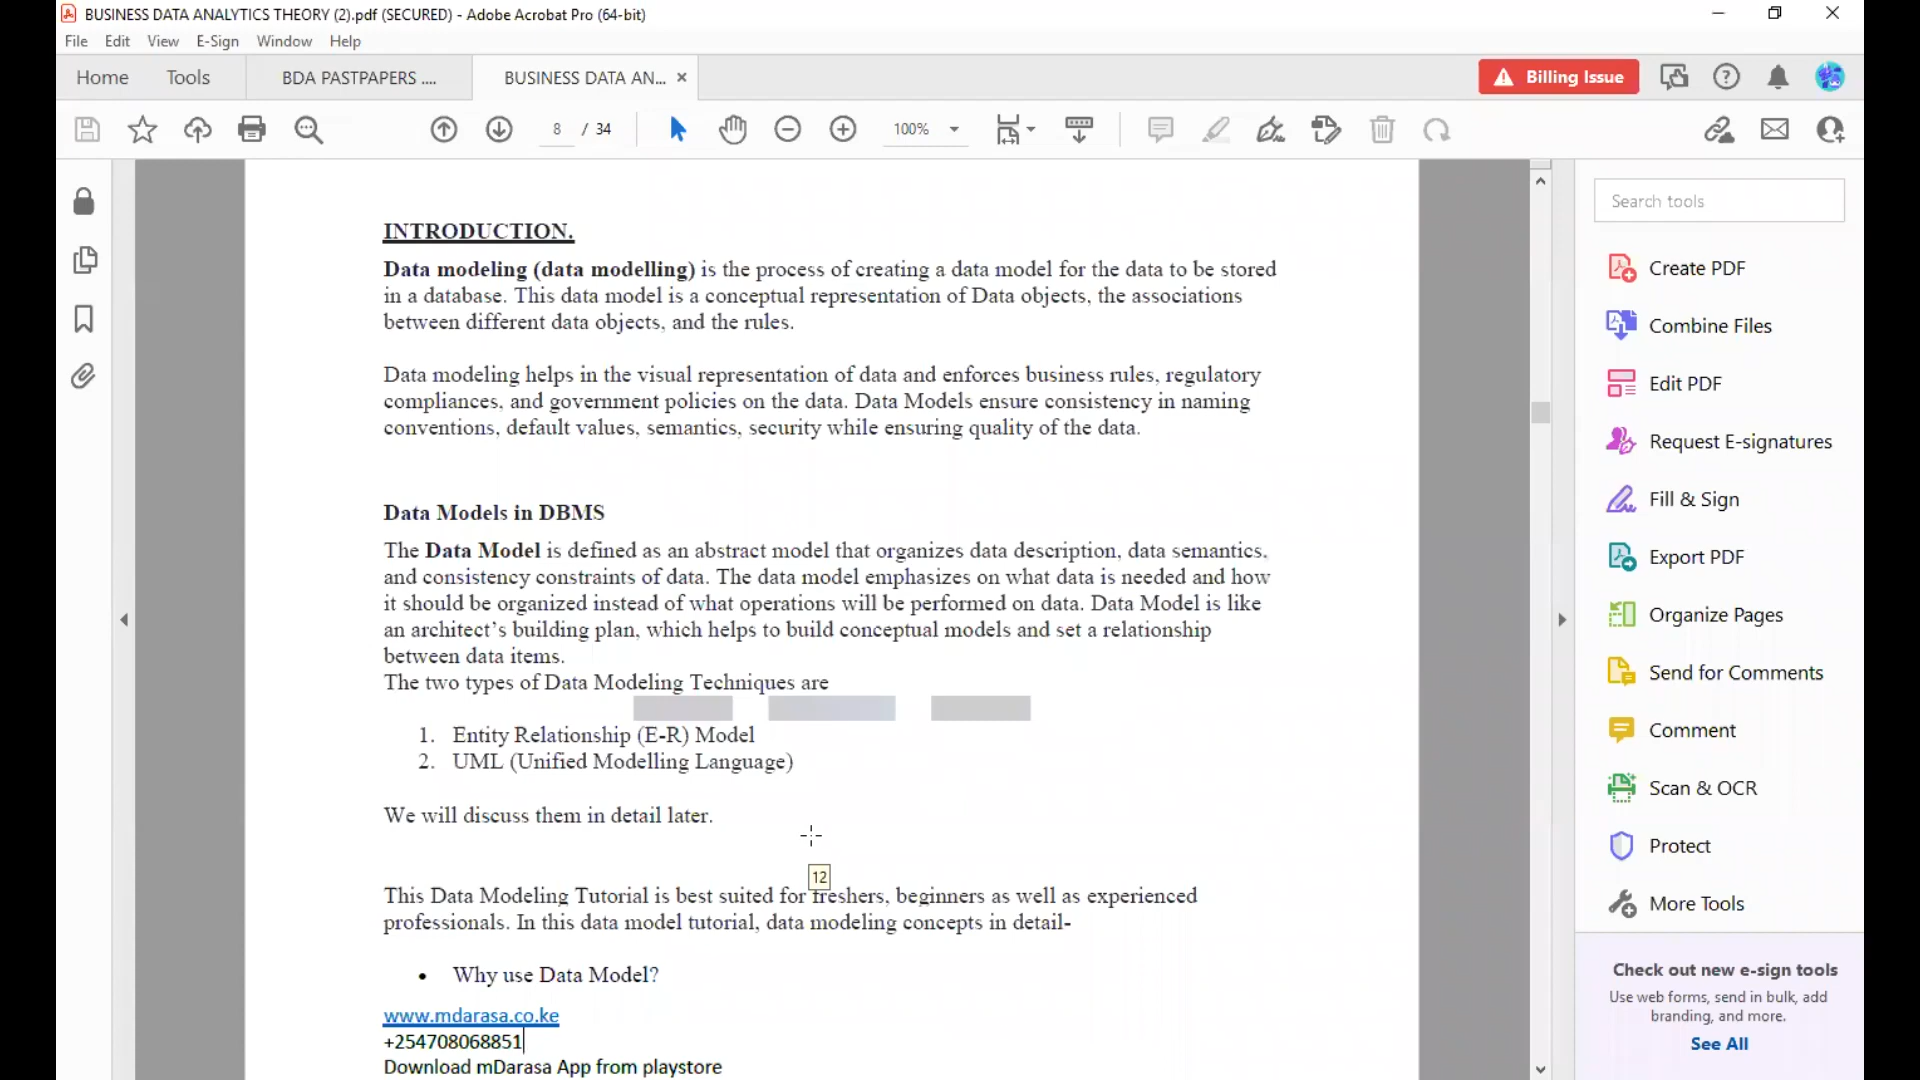 BUSINESS DATA ANALYTICS THEORY (2).pdf (SECURED) - Adobe Acrobat Pro (64-bit)
File Edit View E-Sign Window Help
Home Tools BDA PASTPAPERS .... BUSINESS DATA AN... × Billing Issue
8 / 34 100%
Search tools
INTRODUCTION.
Data modeling (data modelling) is the process of creating a data model for the data to be stored
in a database. This data model is a conceptual representation of Data objects, the associations
between different data objects, and the rules.
Data modeling helps in the visual representation of data and enforces business rules, regulatory
compliances, and government policies on the data. Data Models ensure consistency in naming
conventions, default values, semantics, security while ensuring quality of the data.
Data Models in DBMS
The Data Model is defined as an abstract model that organizes data description, data semantics,
and consistency constraints of data. The data model emphasizes on what data is needed and how
it should be organized instead of what operations will be performed on data. Data Model is like
an architect's building plan, which helps to build conceptual models and set a relationship
between data items.
The two types of Data Modeling Techniques are
1. Entity Relationship (E-R) Model
2. UML (Unified Modelling Language)
We will discuss them in detail later.
12
This Data Modeling Tutorial is best suited for freshers, beginners as well as experienced
professionals. In this data model tutorial, data modeling concepts in detail-
• Why use Data Model?
www.mdarasa.co.ke
+254708068851
Download mDarasa App from playstore
Create PDF
Combine Files
Edit PDF
Request E-signatures
Fill & Sign
Export PDF
Organize Pages
Send for Comments
Comment
Scan & OCR
Protect
More Tools
Check out new e-sign tools
Use web forms, send in bulk, add
branding, and more.
See All